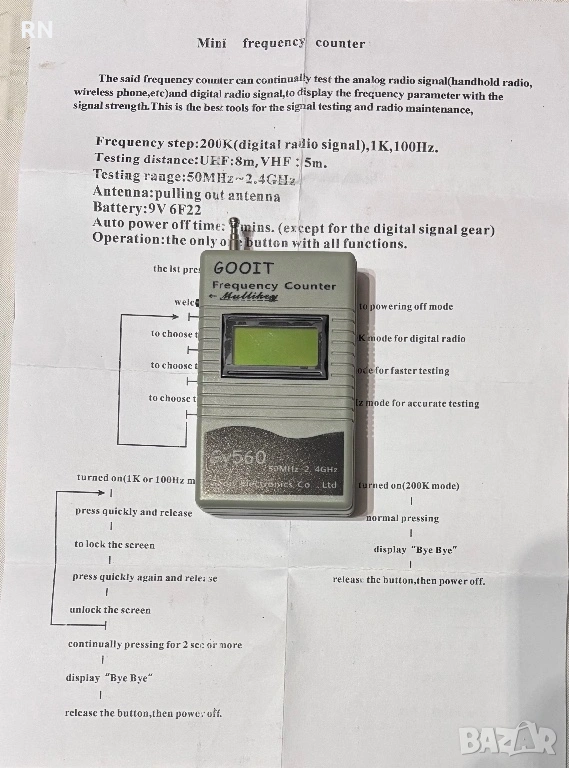 RN
Mini frequency counter
The said frequency counter can continually test the analog radio signal(handhold radio,
wireless phone,etc)and digital radio signal,to display the frequency parameter with the
signal strength.This is the best tools for the signal testing and radio maintenance,
Frequency step:200K(digital radio signal),1K,100Hz.
Testing distance:UHF:8m,VHF:5m.
Testing range:50MHz~2.4GHz
Antenna:pulling out antenna
Battery:9V 6F22
Auto power off time: mins. (except for the digital signal gear)
Operation:the only one button with all functions.
the 1st
GOOIT
Frequency Counter
← Multikey
to powering off mode
to choose
mode for digital radio
to choose
for faster testing
to choose
mode for accurate testing
560
50MHz-2.4GHz
Electronics Co .Ltd
turned on(1K or 100Hz
press quickly and release
to lock the screen
press quickly again and release
unlock the screen
continually pressing for 2 sec or more
display "Bye Bye"
release the button,then power off.
turned on(200K mode)
normal pressing
display "Bye Bye"
release the button,then power off.
BAZAR